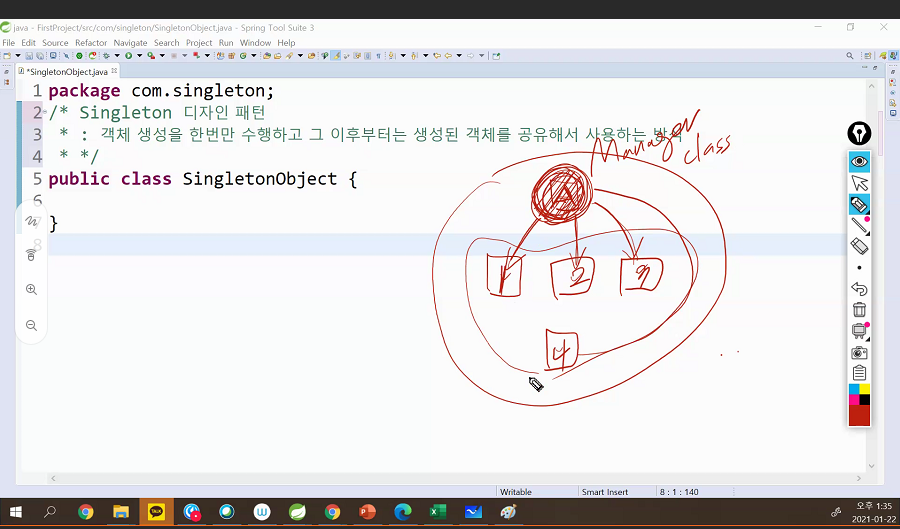 java - FirstProject/src/com/singleton/SingletonObject.java - Spring Tool Suite 3
File Edit Source Refactor Navigate Search Project Run Window Help
*SingletonObject.java
1 package com.singleton;
2 /* Singleton 디자인 패턴
3 * : 객체 생성을 한번만 수행하고 그 이후부터는 생성된 객체를 공유해서 사용하는 방식
4 * */
5 public class SingletonObject {
6
7 }
8
Manager
class
A
1 2 3
4
Writable Smart Insert 8 : 1 : 140
TALK
오후 1:35
2021-01-22